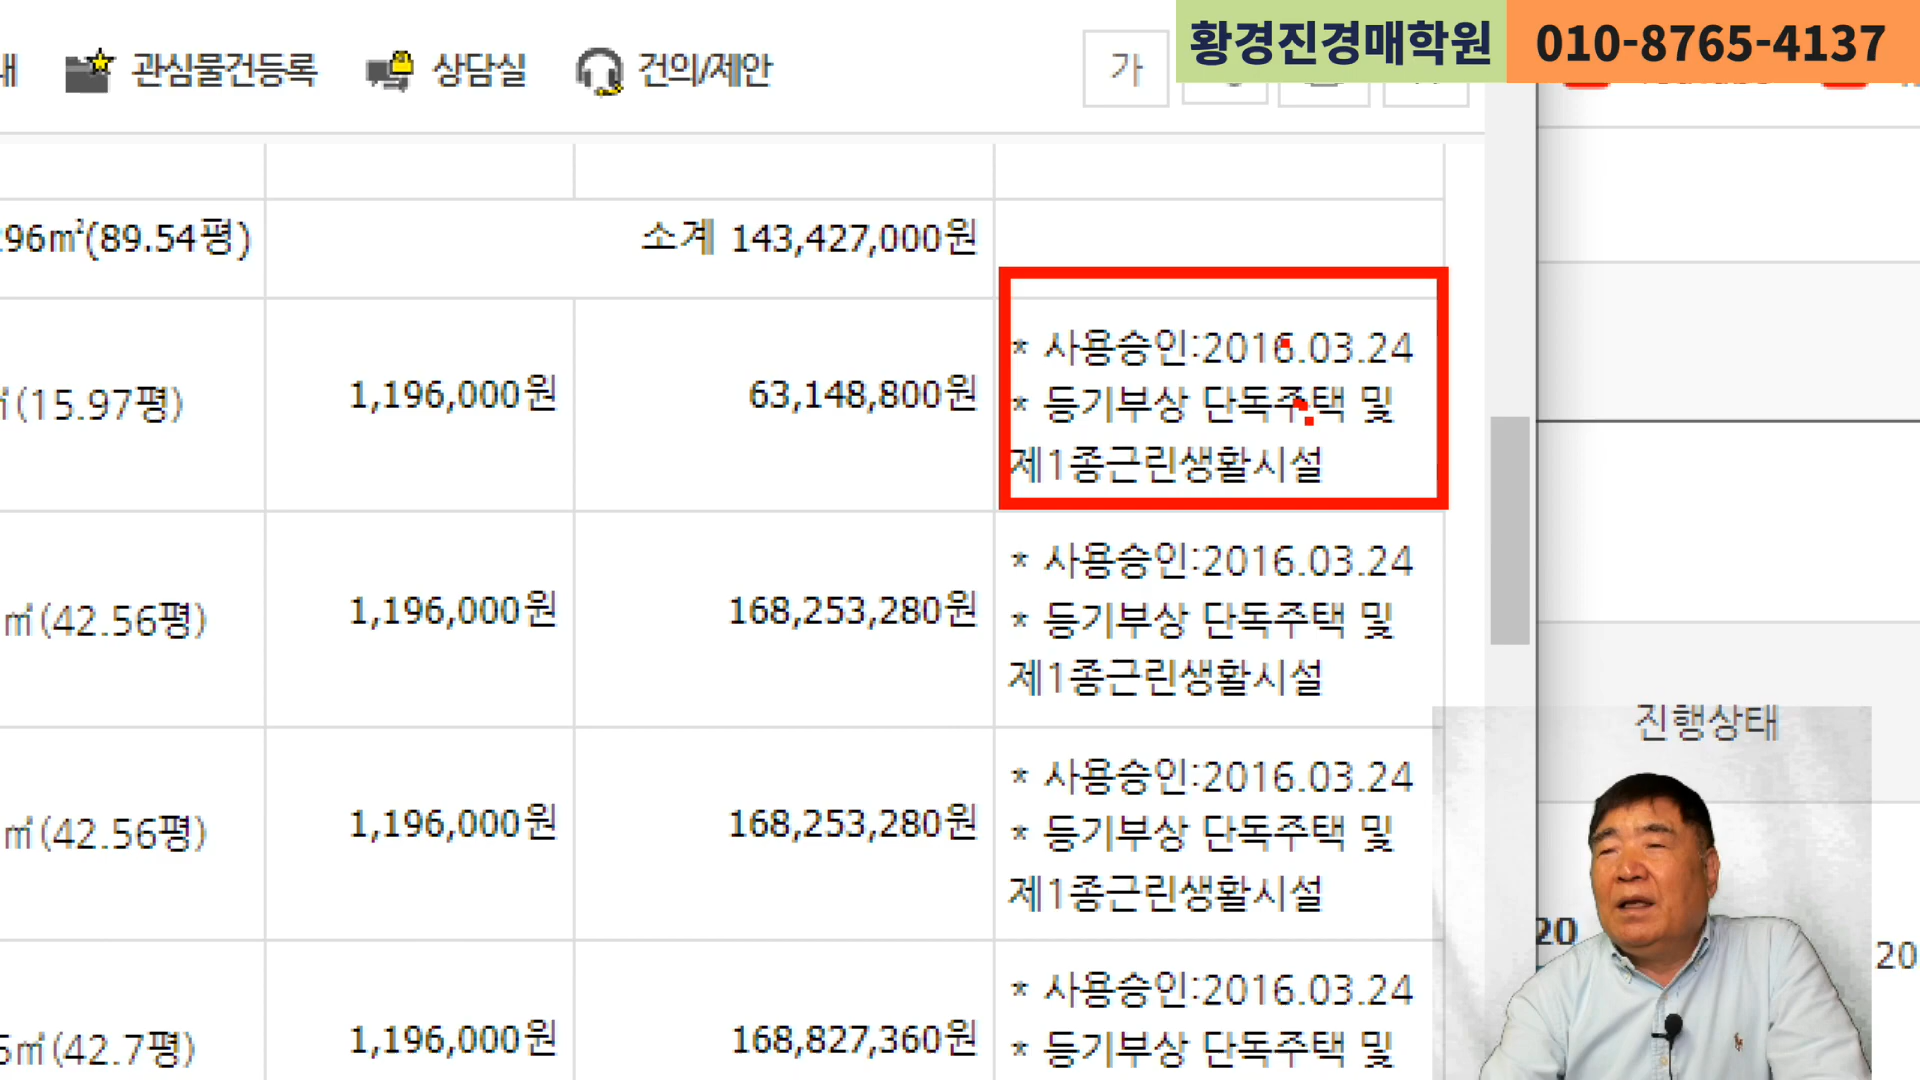 황경진경매학원 010-8765-4137
관심물건등록 상담실 건의/제안 가
96㎡(89.54평) 소계 143,427,000원
(15.97평) 1,196,000원 63,148,800원
* 사용승인:2016.03.24
* 등기부상 단독주택 및
제1종근린생활시설
㎡(42.56평) 1,196,000원 168,253,280원
* 사용승인:2016.03.24
* 등기부상 단독주택 및
제1종근린생활시설
진행상태
㎡(42.56평) 1,196,000원 168,253,280원
* 사용승인:2016.03.24
* 등기부상 단독주택 및
제1종근린생활시설
20
20
㎡(42.7평) 1,196,000원 168,827,360원
* 사용승인:2016.03.24
* 등기부상 단독주택 및